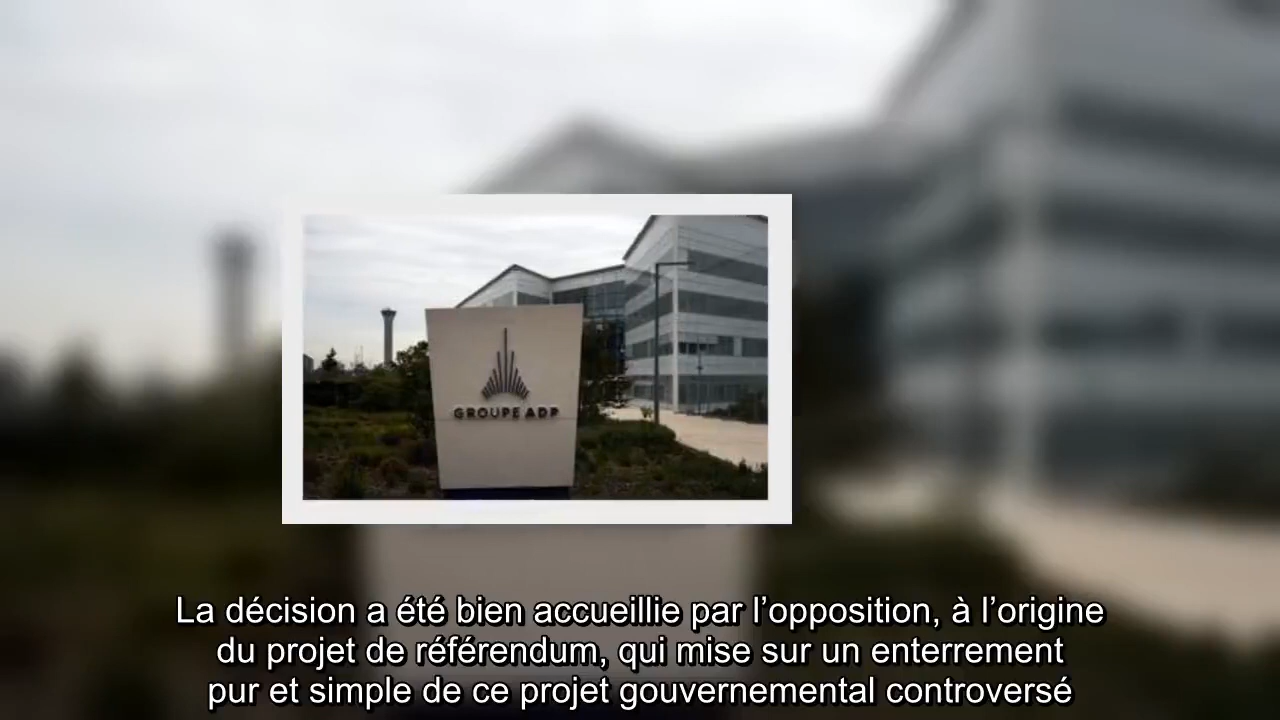 GROUPE ADP
La décision a été bien accueillie par l’opposition, à l’origine
du projet de référendum, qui mise sur un enterrement
pur et simple de ce projet gouvernemental controversé